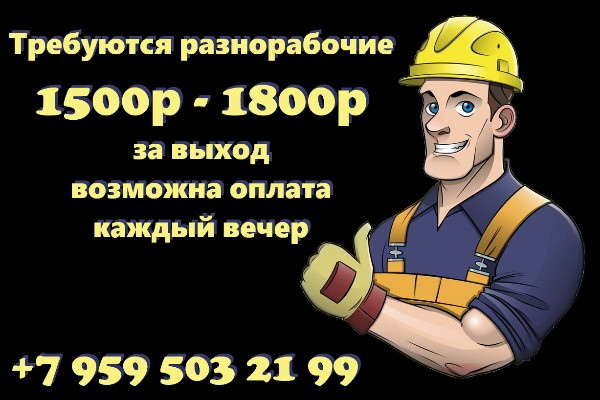 Требуются разнорабочие
1500р - 1800р
за выход
возможна оплата
каждый вечер
+7 959 503 21 99